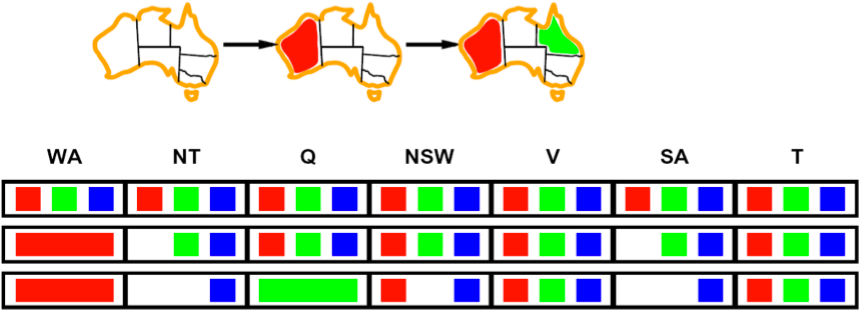 WA NT Q NSW V SA T